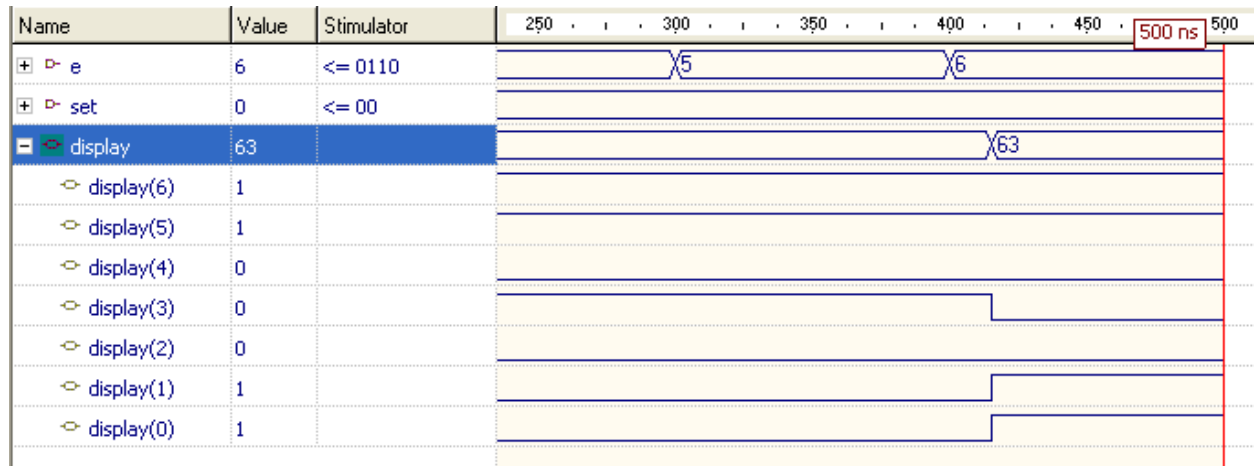 Name Value Stimulator 250 300 350 400 450 500
500 ns
e 6 <= 0110 5 6
set 0 <= 00
display 63 63
display(6) 1
display(5) 1
display(4) 0
display(3) 0
display(2) 0
display(1) 1
display(0) 1